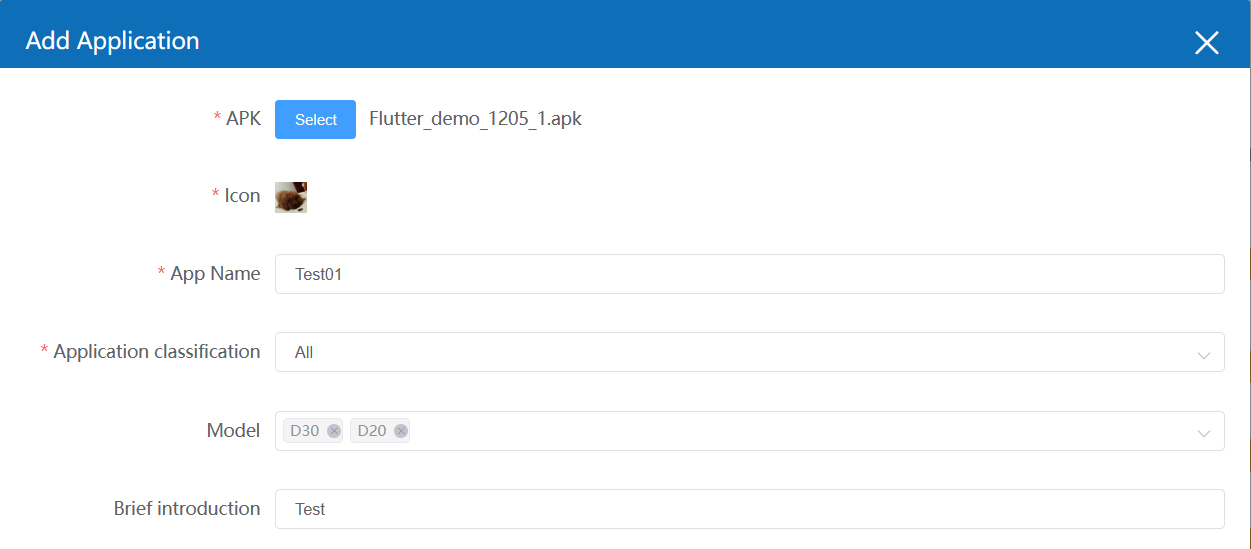 Add Application
* APK Select Flutter_demo_1205_1.apk
* Icon
* App Name Test01
* Application classification All
Model D30 D20
Brief introduction Test